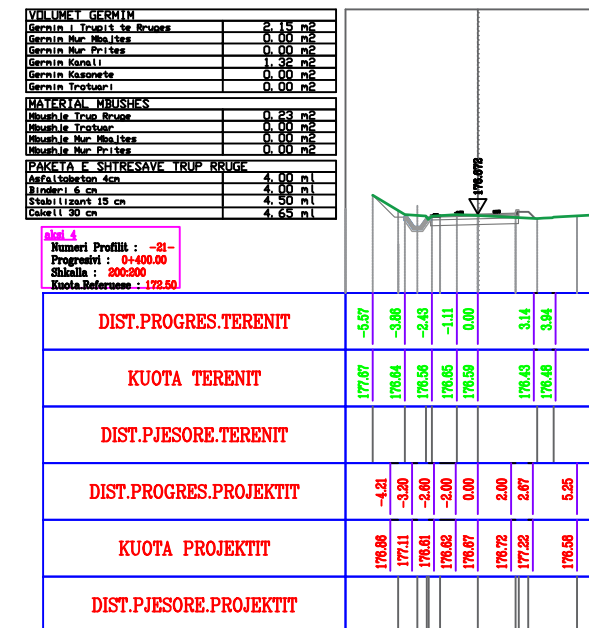 VOLUMET GERMIM
Germim i Trupit te Rruges 2.15 m2
Germim Mur Mbajtes 0.00 m2
Germim Mur Prites 0.00 m2
Germim Kanali 1.32 m2
Germim Kasonete 0.00 m2
Germim Trotuari 0.00 m2
MATERIAL MBUSHES
Mbushje Trup Rruge 0.23 m2
Mbushje Trotuar 0.00 m2
Mbushje Mur Mbajtes 0.00 m2
Mbushje Mur Prites 0.00 m2
PAKETA E SHTRESAVE TRUP RRUGE
Asfaltobeton 4cm 4.00 ml
Binderi 6 cm 4.00 ml
Stabilizant 15 cm 4.50 ml
Cakell 30 cm 4.65 ml
176.672
aksi 4
Numeri Profilit : -21-
Progresivi : 0+400.00
Shkalla : 200:200
Kuota Referuese : 172.50
DIST.PROGRES.TERENIT -5.57 -3.86 -2.43 -1.11 0.00 3.14 3.94
KUOTA TERENIT 177.67 176.64 176.56 176.65 176.59 176.43 176.48
DIST.PJESORE.TERENIT
DIST.PROGRES.PROJEKTIT -4.21 -3.20 -2.60 -2.00 0.00 2.00 2.67 5.25
KUOTA PROJEKTIT 176.86 177.11 176.61 176.62 176.67 176.72 177.22 176.58
DIST.PJESORE.PROJEKTIT